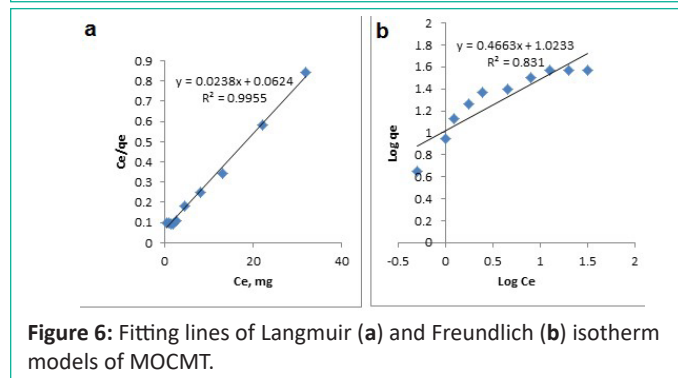 a
0.9
0.8
0.7
0.6
0.5
0.4
0.3
0.2
0.1
0
y = 0.0238x + 0.0624
R² = 0.9955
Ce/qe
0
20
40
Ce, mg
b
2
1.8
1.6
1.4
1.2
1
0.8
0.6
0.4
0.2
0
y = 0.4663x + 1.0233
R² = 0.831
Log qe
-0.5
0
0.5
1
1.5
2
Log Ce
Figure 6: Fitting lines of Langmuir (a) and Freundlich (b) isotherm
models of MOCMT.